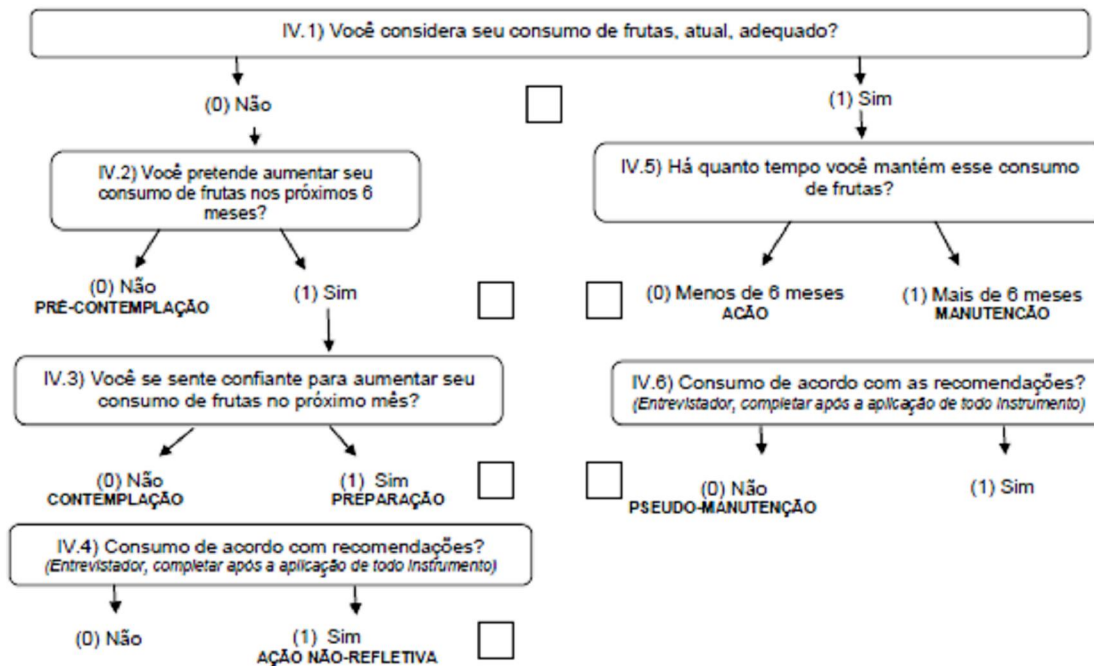 IV.1) Você considera seu consumo de frutas, atual, adequado?
(0) Não
(1) Sim
IV.2) Você pretende aumentar seu
consumo de frutas nos próximos 6
meses?
IV.5) Há quanto tempo você mantém esse consumo
de frutas?
(0) Não
PRÉ-CONTEMPLAÇÃO
(1) Sim
(0) Menos de 6 meses
AÇÃO
(1) Mais de 6 meses
MANUTENÇÃO
IV.3) Você se sente confiante para aumentar seu
consumo de frutas no próximo mês?
IV.6) Consumo de acordo com as recomendações?
(Entrevistador, completar após a aplicação de todo instrumento)
(0) Não
CONTEMPLAÇÃO
(1) Sim
PREPARAÇÃO
(0) Não
PSEUDO-MANUTENÇÃO
(1) Sim
IV.4) Consumo de acordo com recomendações?
(Entrevistador, completar após a aplicação de todo instrumento)
(0) Não
(1) Sim
AÇÃO NÃO-REFLETIVA